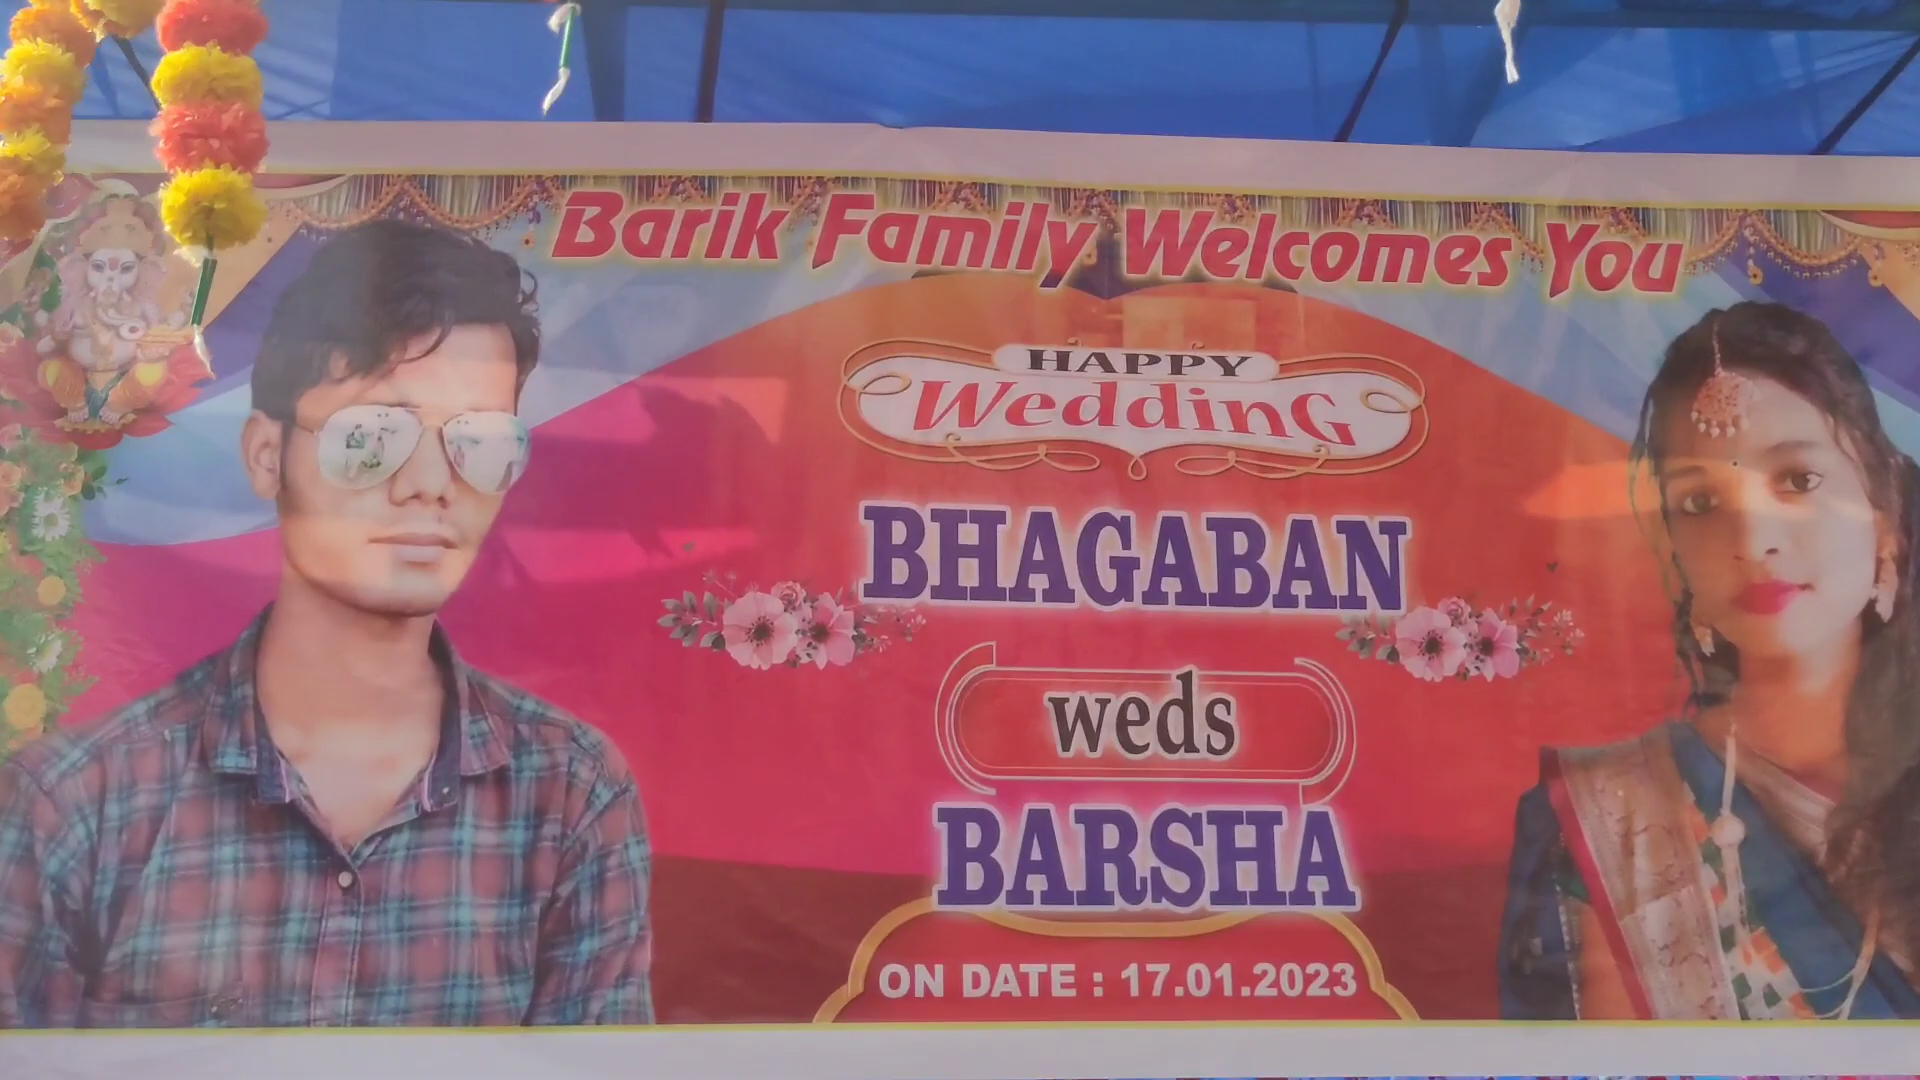 Barik Family Welcomes You
HAPPY
WeddinG
BHAGABAN
weds
BARSHA
ON DATE : 17.01.2023